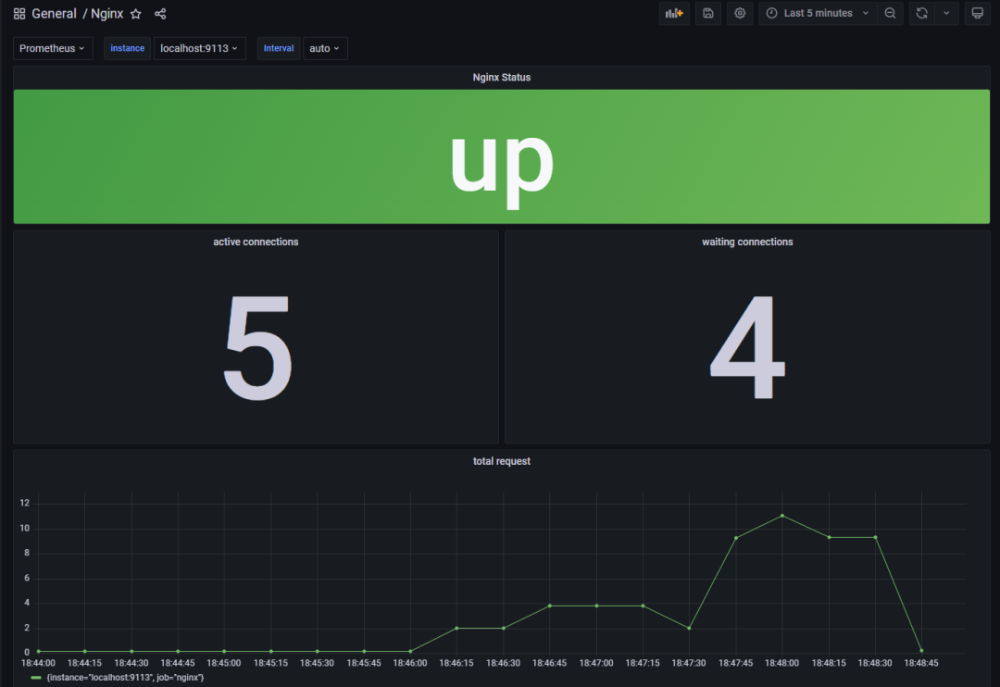 General / Nginx
Last 5 minutes
Prometheus
instance
localhost:9113
Interval
auto
Nginx Status
up
active connections
waiting connections
5
4
total request
12
10
8
6
4
2
0
18:44:00 18:44:15 18:44:30 18:44:45 18:45:00 18:45:15 18:45:30 18:45:45 18:46:00 18:46:15 18:46:30 18:46:45 18:47:00 18:47:15 18:47:30 18:47:45 18:48:00 18:48:15 18:48:30 18:48:45
{instance="localhost:9113", job="nginx"}